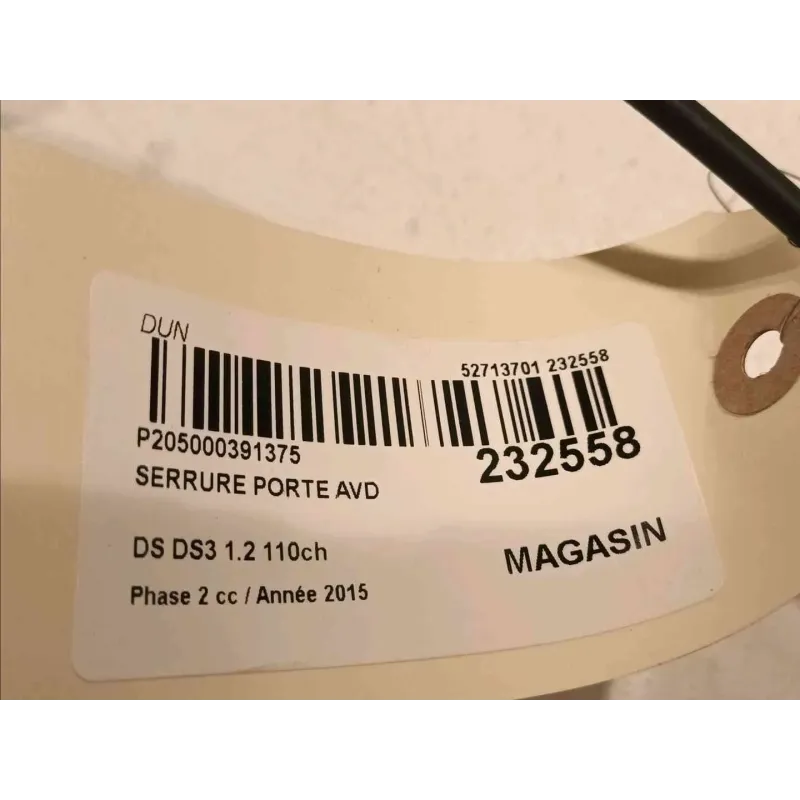 DUN
52713701 232558
P205000391375
232558
SERRURE PORTE AVD
DS DS3 1.2 110ch
MAGASIN
Phase 2 cc / Année 2015